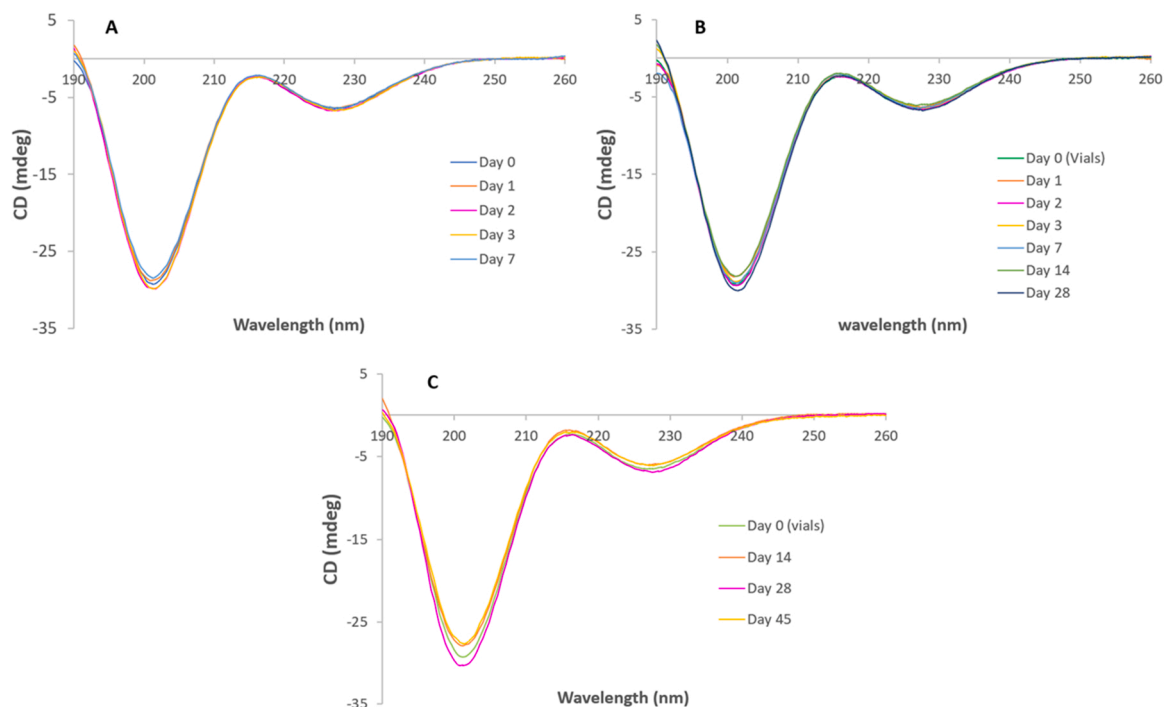 A
5
190 200 210 220 230 240 250 260
-5
-15
-25
-35
CD (mdeg)
Wavelength (nm)
Day 0
Day 1
Day 2
Day 3
Day 7
B
5
190 200 210 220 230 240 250 260
-5
-15
-25
-35
CD (mdeg)
wavelength (nm)
Day 0 (Vials)
Day 1
Day 2
Day 3
Day 7
Day 14
Day 28
C
5
190 200 210 220 230 240 250 260
-5
-15
-25
-35
CD (mdeg)
Wavelength (nm)
Day 0 (vials)
Day 14
Day 28
Day 45